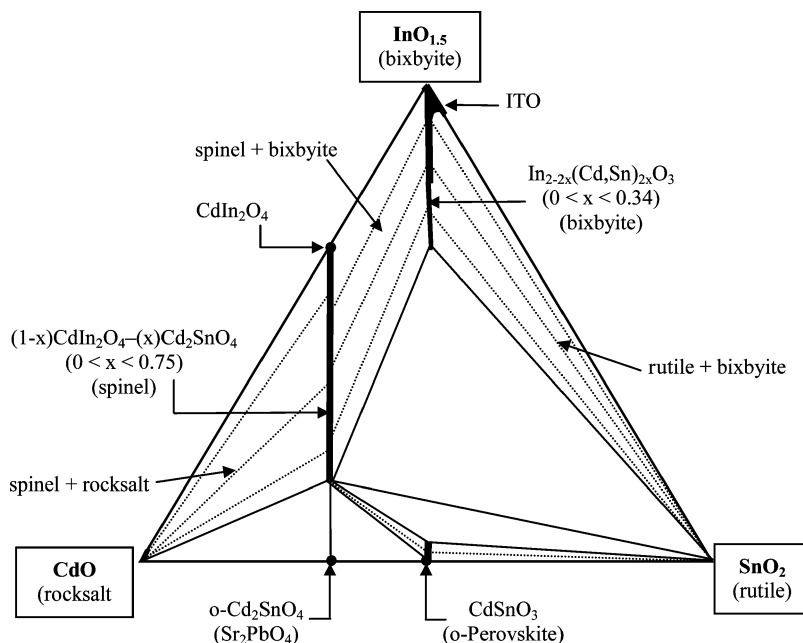 InO1.5
(bixbyite)
ITO
spinel + bixbyite
In2-2x(Cd,Sn)2xO3
(0 < x < 0.34)
(bixbyite)
CdIn2O4
(1-x)CdIn2O4–(x)Cd2SnO4
(0 < x < 0.75)
(spinel)
rutile + bixbyite
spinel + rocksalt
CdO
(rocksalt
SnO2
(rutile)
o-Cd2SnO4
(Sr2PbO4)
CdSnO3
(o-Perovskite)